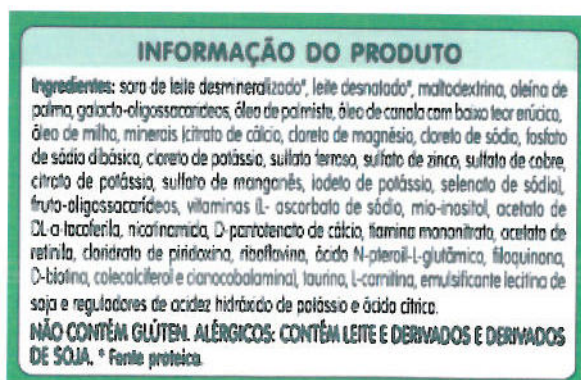 INFORMAÇÃO DO PRODUTO
Ingredientes: soro de leite desmineralizado*, leite desnatado*, maltodextrina, oleína de
palma, galacto-oligossacarídeos, óleo de palmiste, óleo de canola com baixo teor erúcico,
óleo de milho, minerais (citrato de cálcio, cloreto de magnésio, cloreto de sódio, fosfato
de sódio dibásico, cloreto de potássio, sulfato ferroso, sulfato de zinco, sulfato de cobre,
citrato de potássio, sulfato de manganês, iodeto de potássio, selenato de sódio),
fruto-oligossacarídeos, vitaminas (L- ascorbato de sódio, mio-inositol, acetato de
DL-a-tocoferila, nicotinamida, D-pantotenato de cálcio, tiamina mononitrato, acetato de
retinila, cloridrato de piridoxina, riboflavina, ácido N-pteroil-L-glutâmico, filoquinona,
D-biotina, colecalciferol e cianocobalamina), taurina, L-carnitina, emulsificante lecitina de
soja e reguladores de acidez hidróxido de potássio e ácido cítrico.
NÃO CONTÉM GLÚTEN. ALÉRGICOS: CONTÉM LEITE E DERIVADOS E DERIVADOS
DE SOJA. * Fonte proteica.